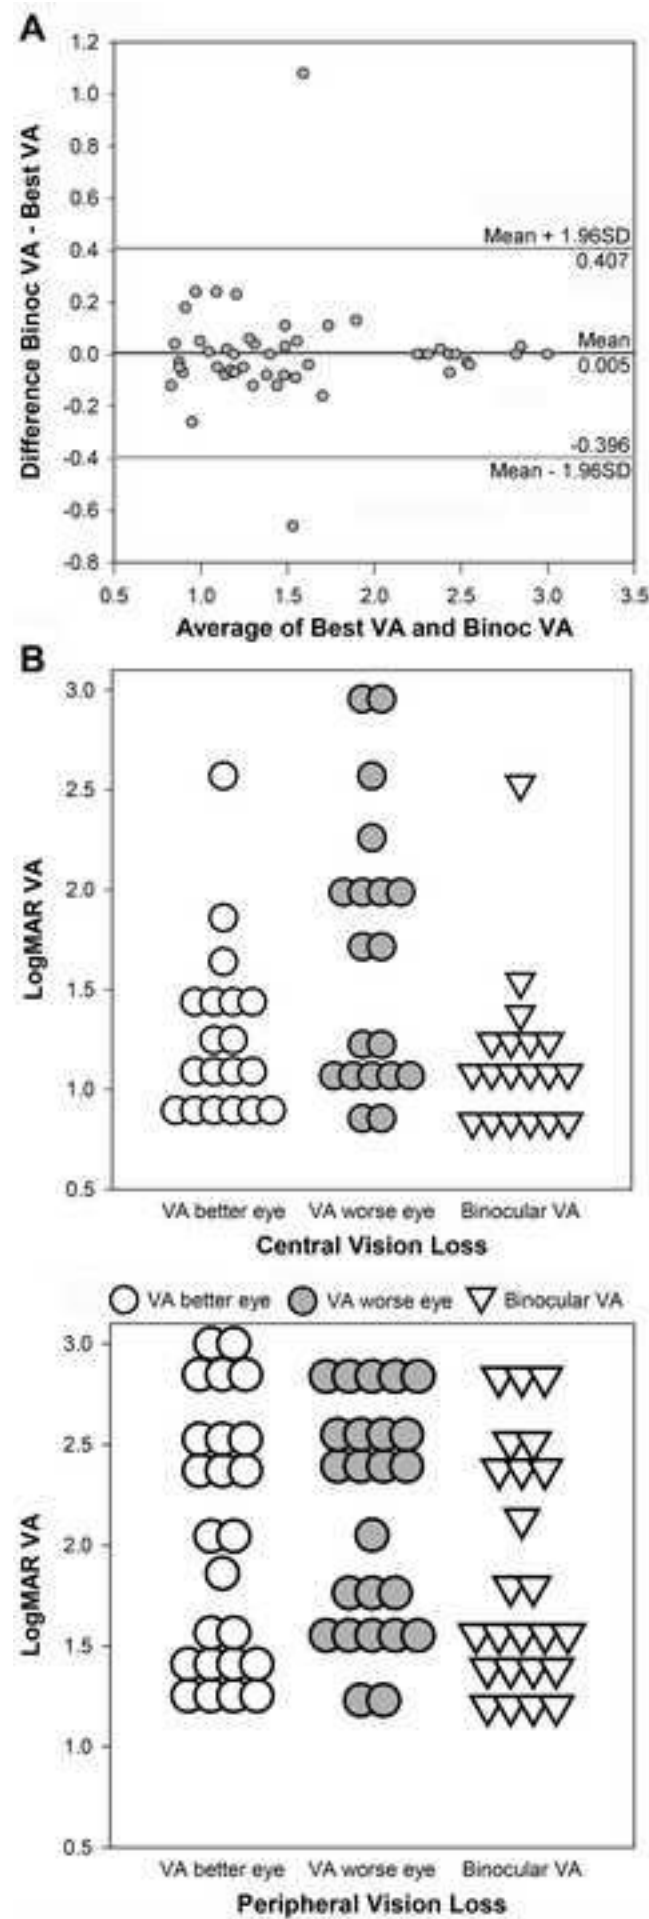 A
Difference Binoc VA - Best VA
1.2
1.0
0.8
0.6
0.4
0.2
0.0
-0.2
-0.4
-0.6
-0.8
Mean + 1.96SD
0.407
Mean
0.005
-0.396
Mean - 1.96SD
0.5 1.0 1.5 2.0 2.5 3.0 3.5
Average of Best VA and Binoc VA
B
LogMAR VA
3.0
2.5
2.0
1.5
1.0
0.5
VA better eye VA worse eye Binocular VA
Central Vision Loss
VA better eye VA worse eye Binocular VA
LogMAR VA
3.0
2.5
2.0
1.5
1.0
0.5
VA better eye VA worse eye Binocular VA
Peripheral Vision Loss